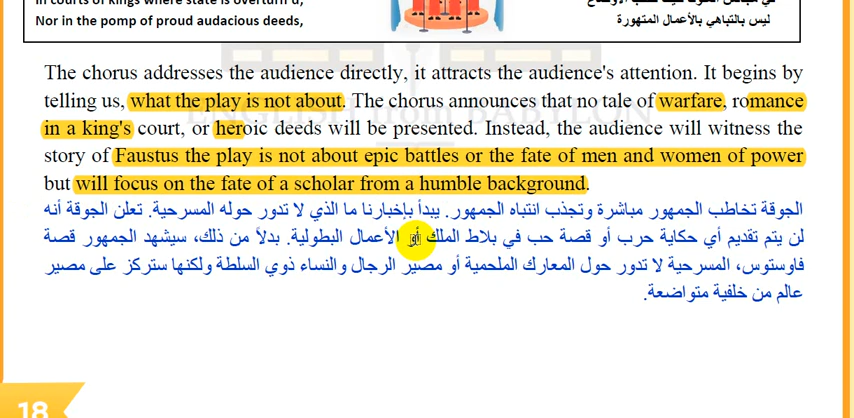 In courts of kings where state is overturn'd,
Nor in the pomp of proud audacious deeds,
ليس بالتباهي بالأعمال المتهورة
The chorus addresses the audience directly, it attracts the audience's attention. It begins by
telling us, what the play is not about. The chorus announces that no tale of warfare, romance
in a king's court, or heroic deeds will be presented. Instead, the audience will witness the
story of Faustus the play is not about epic battles or the fate of men and women of power
but will focus on the fate of a scholar from a humble background.
الجوقة تخاطب الجمهور مباشرة وتجذب انتباه الجمهور. يبدأ بإخبارنا ما الذي لا تدور حوله المسرحية. تعلن الجوقة أنه
لن يتم تقديم أي حكاية حرب أو قصة حب في بلاط الملك أو الأعمال البطولية. بدلاً من ذلك، سيشهد الجمهور قصة
فاوستوس، المسرحية لا تدور حول المعارك الملحمية أو مصير الرجال والنساء ذوي السلطة ولكنها ستركز على مصير
عالم من خلفية متواضعة.
ENGLISH from BABYLON
18